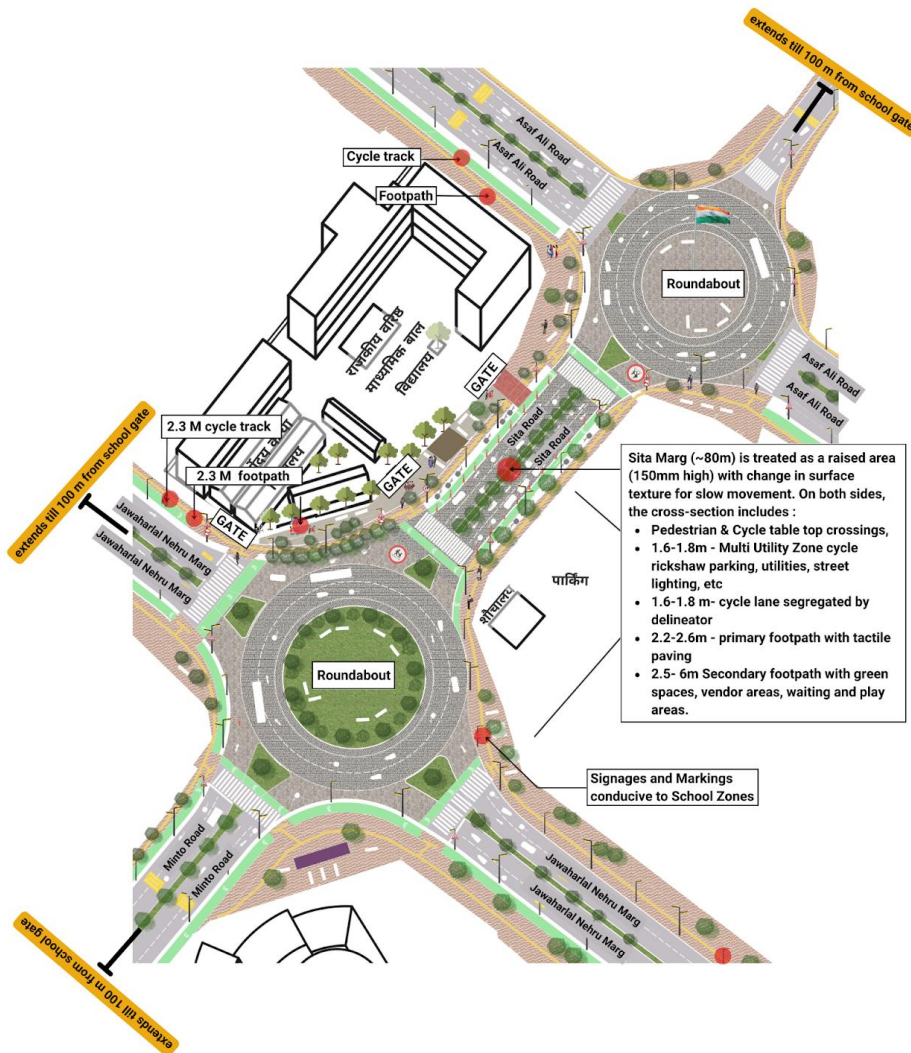 extends till 100 m from school gate
Asaf Ali Road
Asaf Ali Road
Cycle track
Footpath
Roundabout
राजकीय वरिष्ठ
माध्यमिक बाल
विद्यालय
GATE
Asaf Ali Road
Asaf Ali Road
extends till 100 m from school gate
2.3 M cycle track
2.3 M footpath
GATE
GATE
Sita Road
Sita Road
Jawaharlal Nehru Marg
Jawaharlal Nehru Marg
Sita Marg (~80m) is treated as a raised area
(150mm high) with change in surface
texture for slow movement. On both sides,
the cross-section includes :
• Pedestrian & Cycle table top crossings,
• 1.6-1.8m - Multi Utility Zone cycle
rickshaw parking, utilities, street
lighting, etc
• 1.6-1.8 m- cycle lane segregated by
delineator
• 2.2-2.6m - primary footpath with tactile
paving
• 2.5- 6m Secondary footpath with green
spaces, vendor areas, waiting and play
areas.
पार्किंग
शौचालय
Roundabout
Signages and Markings
conducive to School Zones
Minto Road
Minto Road
Jawaharlal Nehru Marg
Jawaharlal Nehru Marg
extends till 100 m from school gate